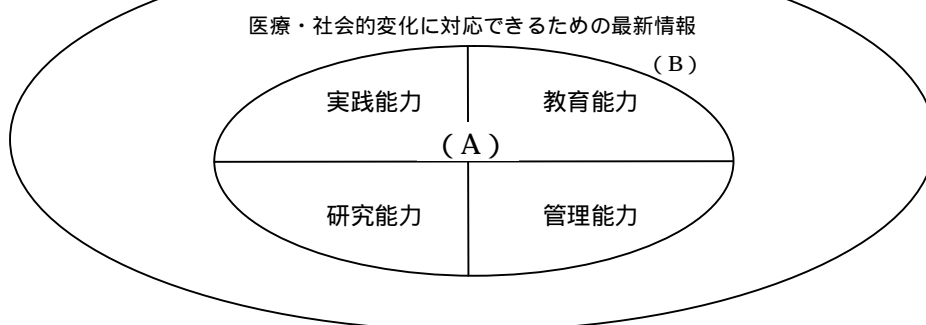 医療・社会的変化に対応できるための最新情報
（B）
実践能力 教育能力
（A）
研究能力 管理能力